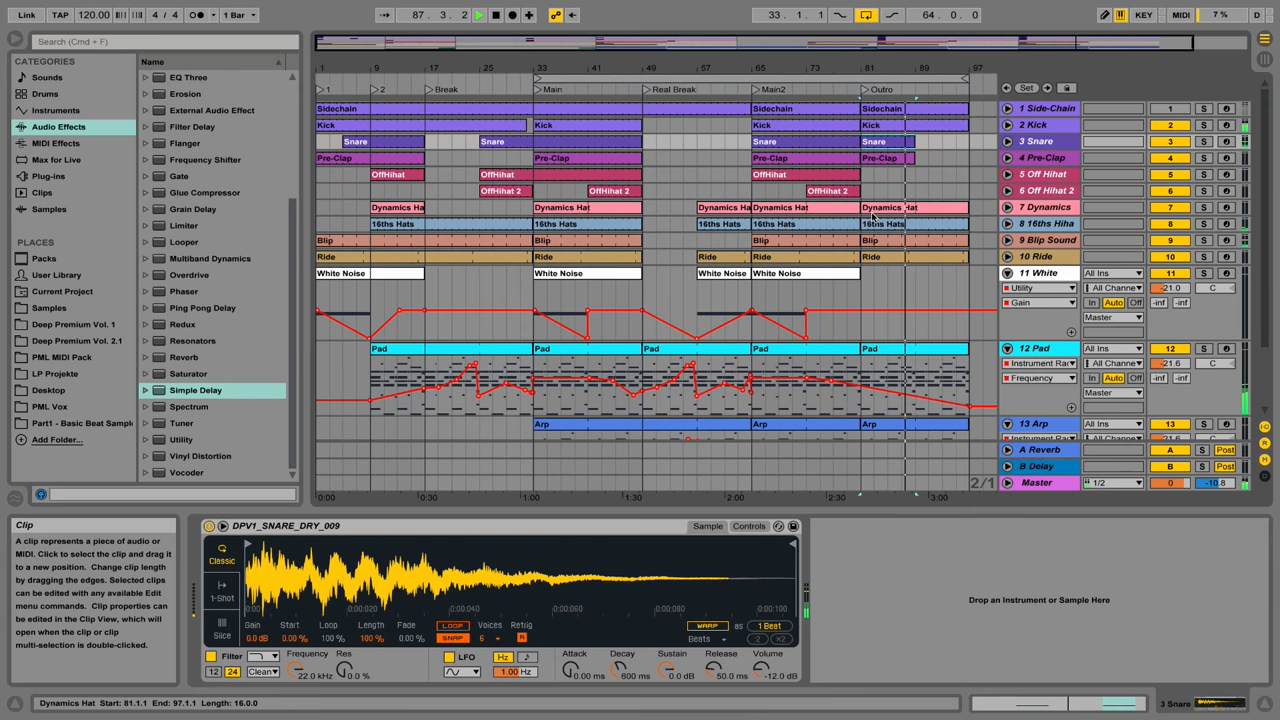 Link TAP 120.00 4 / 4 1 Bar 87. 3. 2 33. 1. 1 64. 0. 0 KEY MIDI 7 % D
Search (Cmd + F)
CATEGORIES
Sounds
Drums
Instruments
Audio Effects
MIDI Effects
Max for Live
Plug-ins
Clips
Samples
PLACES
Packs
User Library
Current Project
Samples
Deep Premium Vol. 1
Deep Premium Vol. 2.1
PML MIDI Pack
LP Projekte
Desktop
PML Vox
Part1 - Basic Beat Sampl
Add Folder...
Name
EQ Three
Erosion
External Audio Effect
Filter Delay
Flanger
Frequency Shifter
Gate
Glue Compressor
Grain Delay
Limiter
Looper
Multiband Dynamics
Overdrive
Phaser
Ping Pong Delay
Redux
Resonators
Reverb
Saturator
Simple Delay
Spectrum
Tuner
Utility
Vinyl Distortion
Vocoder
1 9 17 25 33 41 49 57 65 73 81 89 97
1 2 Break Main Real Break Main2 Outro Set
Sidechain Sidechain Sidechain 1 Side-Chain 1 S
Kick Kick Kick Kick 2 Kick 2 S
Snare Snare Snare Snare 3 Snare 3 S
Pre-Clap Pre-Clap Pre-Clap Pre-Clap 4 Pre-Clap 4 S
OffHihat OffHihat OffHihat 5 Off Hihat 5 S
OffHihat 2 OffHihat 2 OffHihat 2 6 Off Hihat 2 6 S
Dynamics Ha Dynamics Hat Dynamics Ha Dynamics Hat Dynamics Hat 7 Dynamics 7 S
16ths Hats 16ths Hats 16ths Hats 16ths Hats 8 16ths Hiha 8 S
Blip Blip Blip Blip 9 Blip Sound 9 S
Ride Ride Ride Ride 10 Ride 10 S
White Noise White Noise White Noise White Noise 11 White All Ins 11 S
Utility All Channe -21.0 C
Gain In Auto Off -inf -inf
Master
Pad Pad Pad Pad Pad 12 Pad All Ins 12 S
Instrument Rac All Channe -21.6 C
Frequency In Auto Off -inf -inf
Master
Arp Arp Arp 13 Arp All Ins 13 S
A Reverb A S Post
B Delay B S Post
2/1 Master 1/2 0 -10.8
0:00 0:30 1:00 1:30 2:00 2:30 3:00
Clip
A clip represents a piece of audio or
MIDI. Click to select the clip and drag it
to a new position. Change clip length
by dragging the edges. Selected clips
can be edited with any available Edit
menu commands. Clip properties can
be edited in the Clip View, which will
open when the clip or clip
multi-selection is double-clicked.
DPV1_SNARE_DRY_009 Sample Controls
Classic
1-Shot
Slice
0:00 0:00:020 0:00:040 0:00:060 0:00:080 0:00:100
Gain Start Loop Length Fade Voices Retrig
0.0 dB 0.00 % 100 % 100 % 0.00 % LOOP SNAP 6 R WARP as 1 Beat
Beats :2 ×2
Filter Frequency Res LFO Hz Attack Decay Sustain Release Volume
12 24 Clean 22.0 kHz 0.0 % 1.00 Hz 0.00 ms 600 ms 0.0 dB 50.0 ms -12.0 dB
Drop an Instrument or Sample Here
Dynamics Hat Start: 81.1.1 End: 97.1.1 Length: 16.0.0
3 Snare